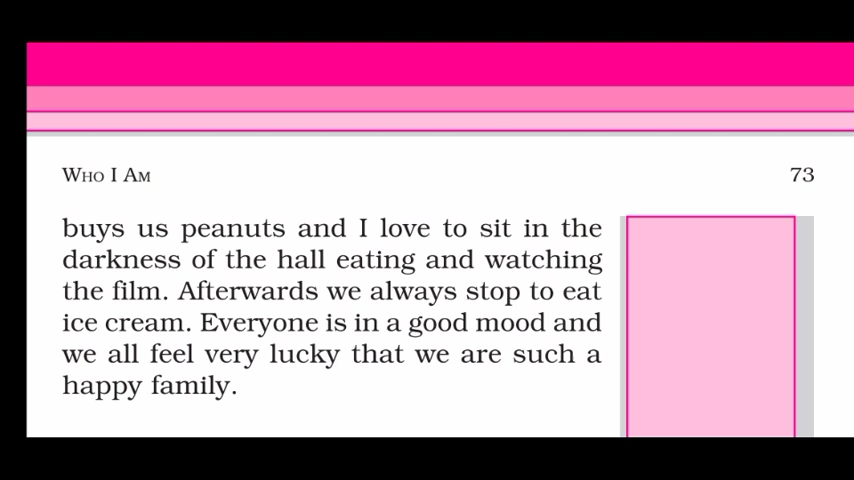 Who I Am
73
buys us peanuts and I love to sit in the
darkness of the hall eating and watching
the film. Afterwards we always stop to eat
ice cream. Everyone is in a good mood and
we all feel very lucky that we are such a
happy family.